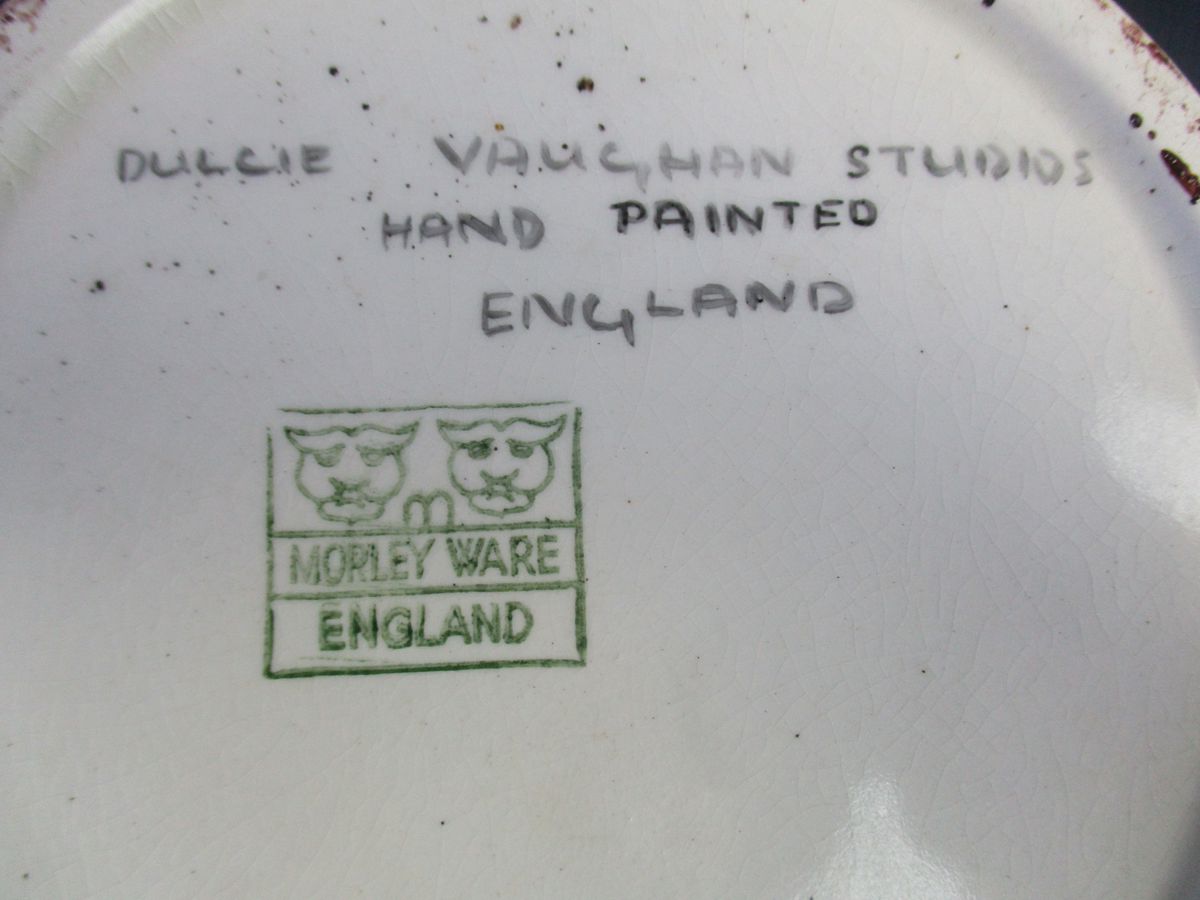 DULCIE VAUGHAN STUDIOS
HAND PAINTED
ENGLAND
m
MORLEY WARE
ENGLAND